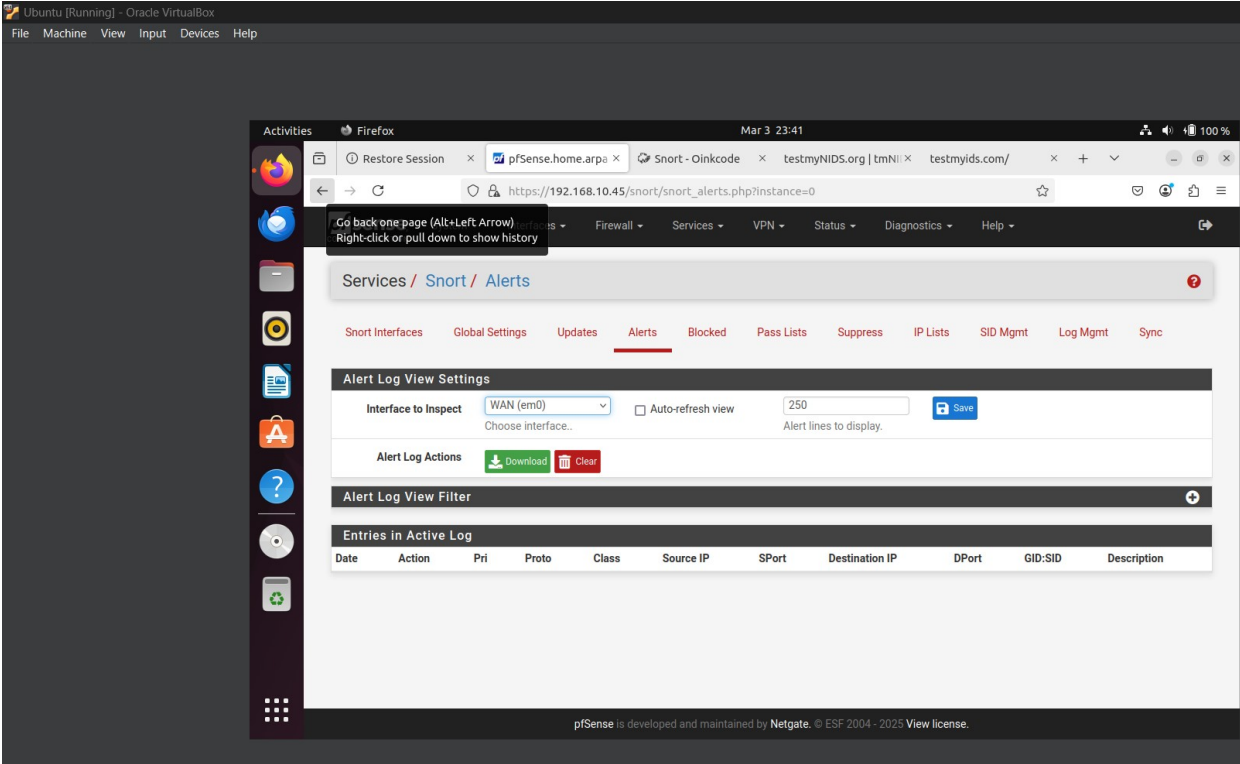 Ubuntu [Running] - Oracle VirtualBox
File Machine View Input Devices Help
Activities Firefox Mar 3 23:41 100 %
Restore Session × pfSense.home.arpa × Snort - Oinkcode × testmyNIDS.org | tmNI × testmyids.com/ ×
https://192.168.10.45/snort/snort_alerts.php?instance=0
Go back one page (Alt+Left Arrow)
Right-click or pull down to show history
Firewall Services VPN Status Diagnostics Help
Services / Snort / Alerts
Snort Interfaces Global Settings Updates Alerts Blocked Pass Lists Suppress IP Lists SID Mgmt Log Mgmt Sync
Alert Log View Settings
Interface to Inspect WAN (em0) Auto-refresh view 250 Save
Choose interface.. Alert lines to display.
Alert Log Actions Download Clear
Alert Log View Filter
Entries in Active Log
Date Action Pri Proto Class Source IP SPort Destination IP DPort GID:SID Description
pfSense is developed and maintained by Netgate. © ESF 2004 - 2025 View license.